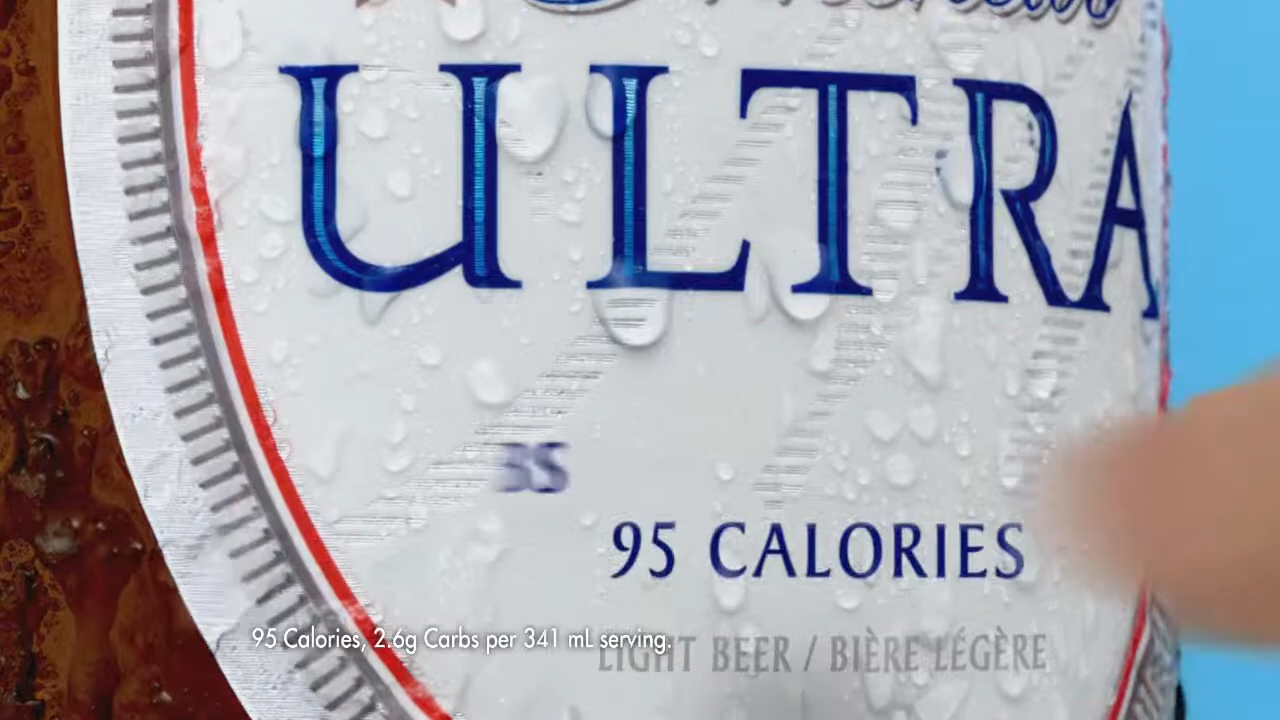 ULTRA
95 CALORIES
95 Calories, 2.6g Carbs per 341 mL serving.
LIGHT BEER / BIÈRE LÉGÈRE